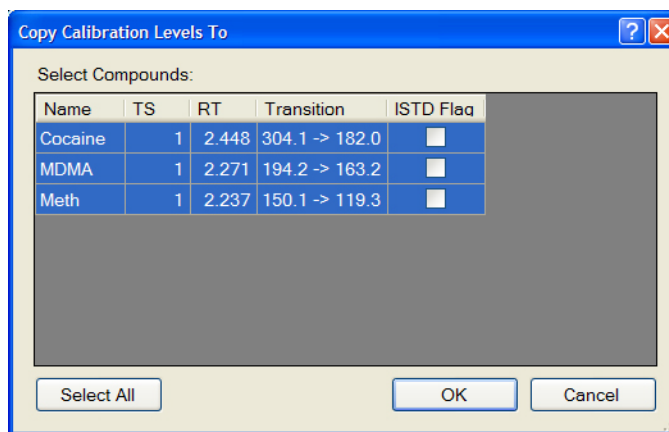 Copy Calibration Levels To
Select Compounds:
Name TS RT Transition ISTD Flag
Cocaine 1 2.448 304.1 -> 182.0
MDMA 1 2.271 194.2 -> 163.2
Meth 1 2.237 150.1 -> 119.3
Select All OK Cancel